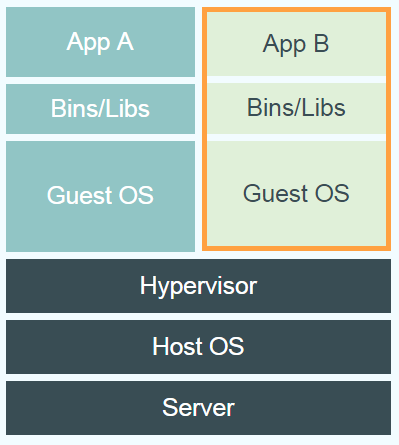 App A
App B
Bins/Libs
Bins/Libs
Guest OS
Guest OS
Hypervisor
Host OS
Server